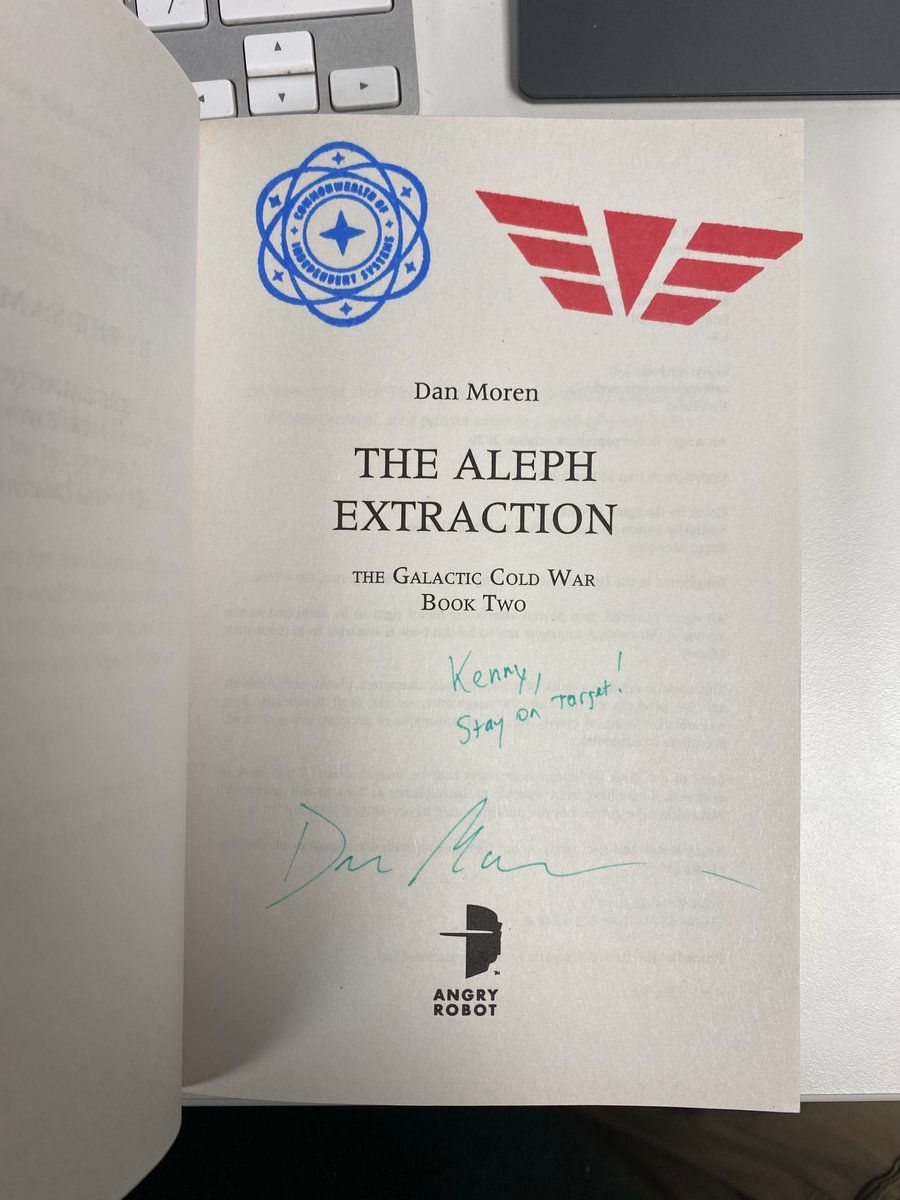 COMMONWEALTH OF
INDEPENDENT SYSTEMS
Dan Moren
THE ALEPH
EXTRACTION
THE GALACTIC COLD WAR
BOOK TWO
Kenny,
Stay on Target!
Dan Moren
ANGRY
ROBOT